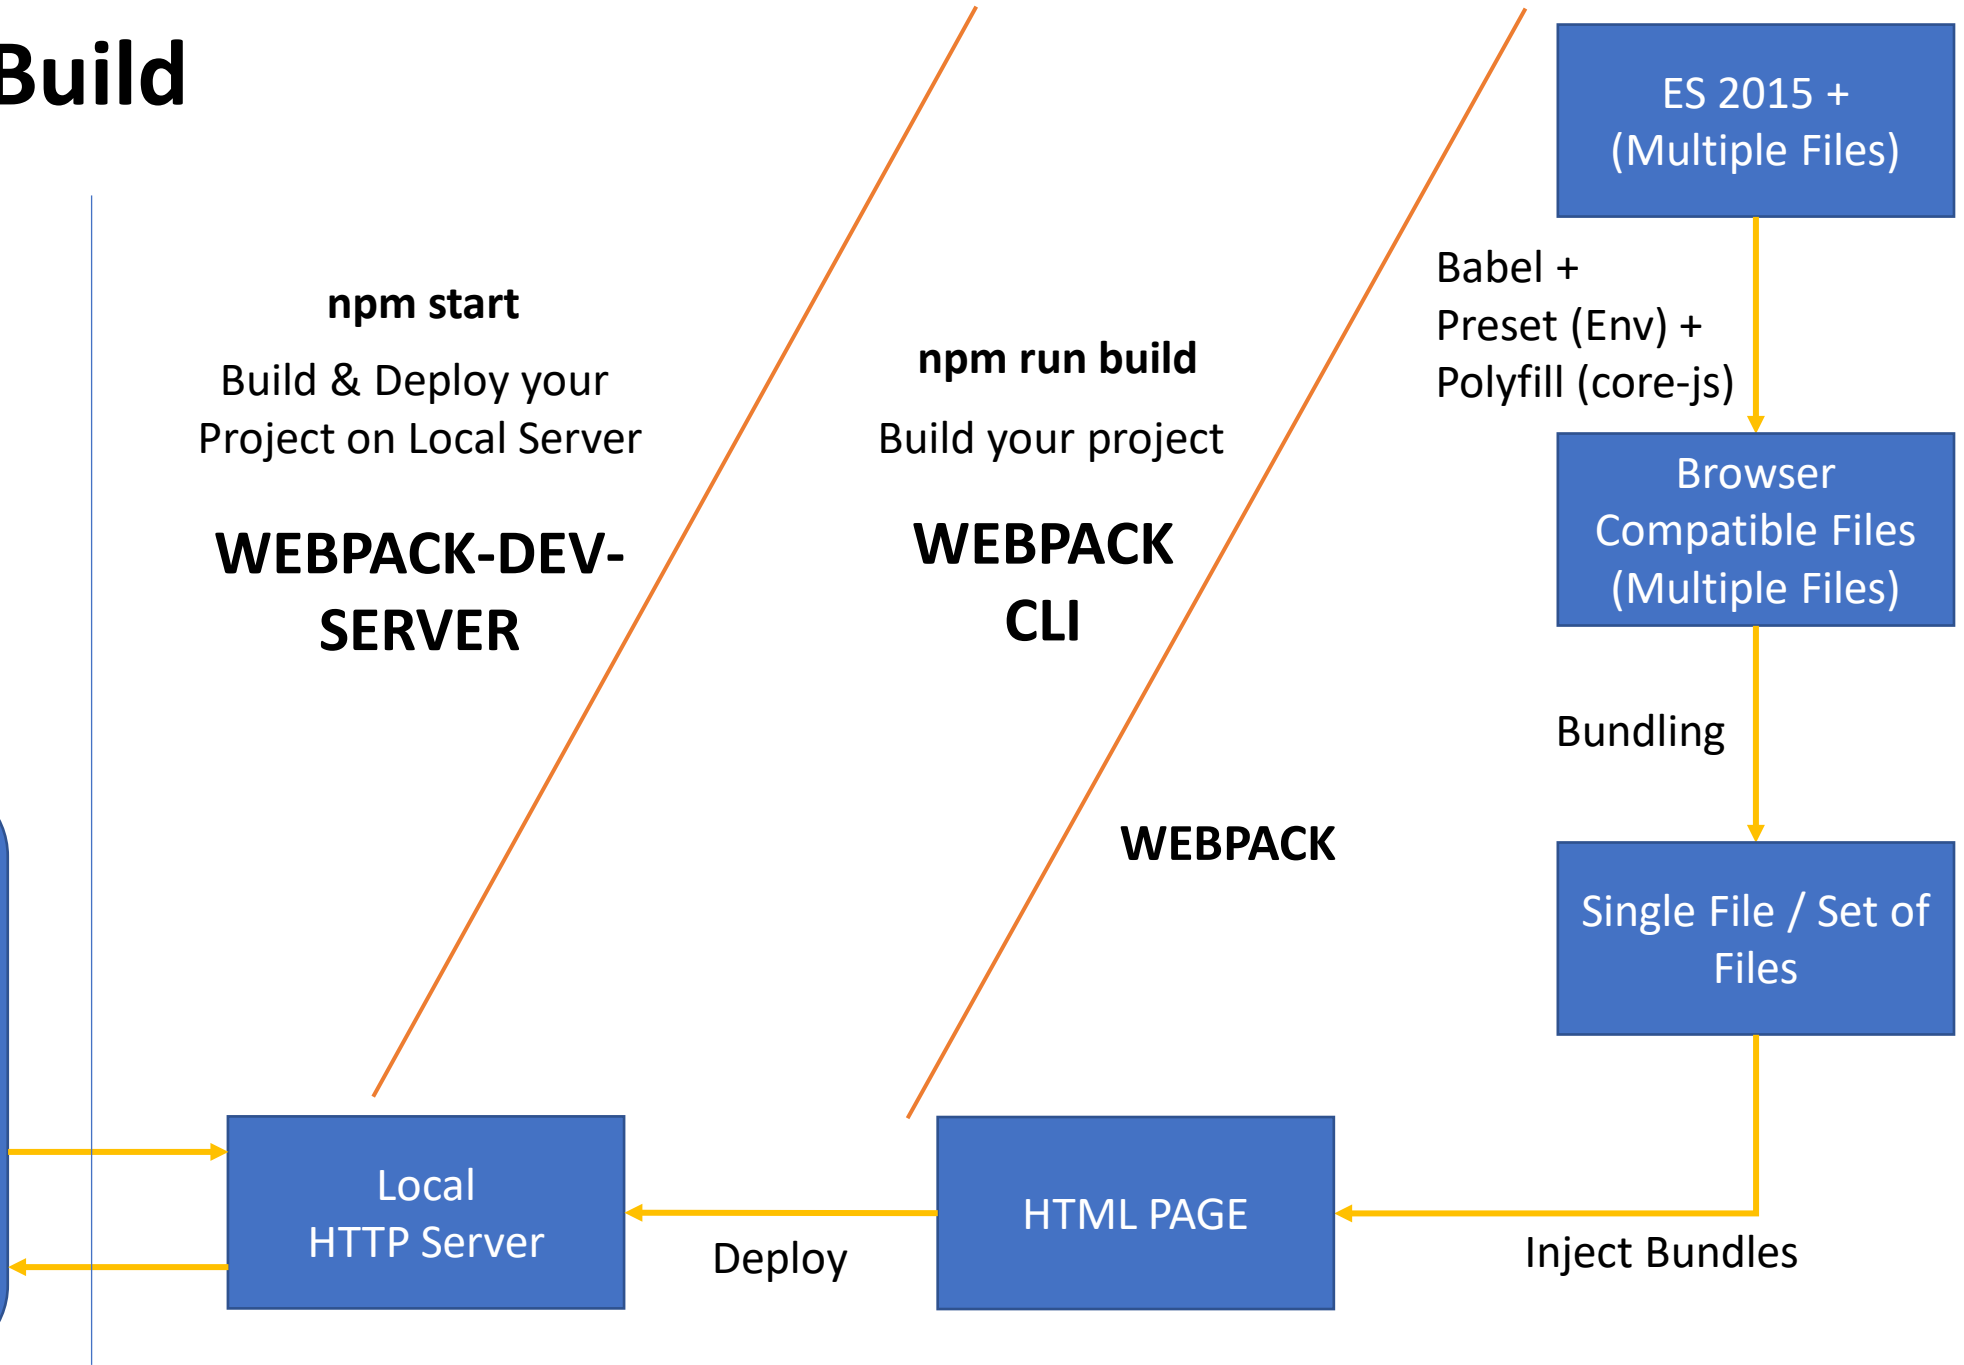 Build
npm start
Build & Deploy your
Project on Local Server
WEBPACK-DEV-
SERVER
npm run build
Build your project
WEBPACK
CLI
WEBPACK
ES 2015 +
(Multiple Files)
Babel +
Preset (Env) +
Polyfill (core-js)
Browser
Compatible Files
(Multiple Files)
Bundling
Single File / Set of
Files
Inject Bundles
HTML PAGE
Deploy
Local
HTTP Server